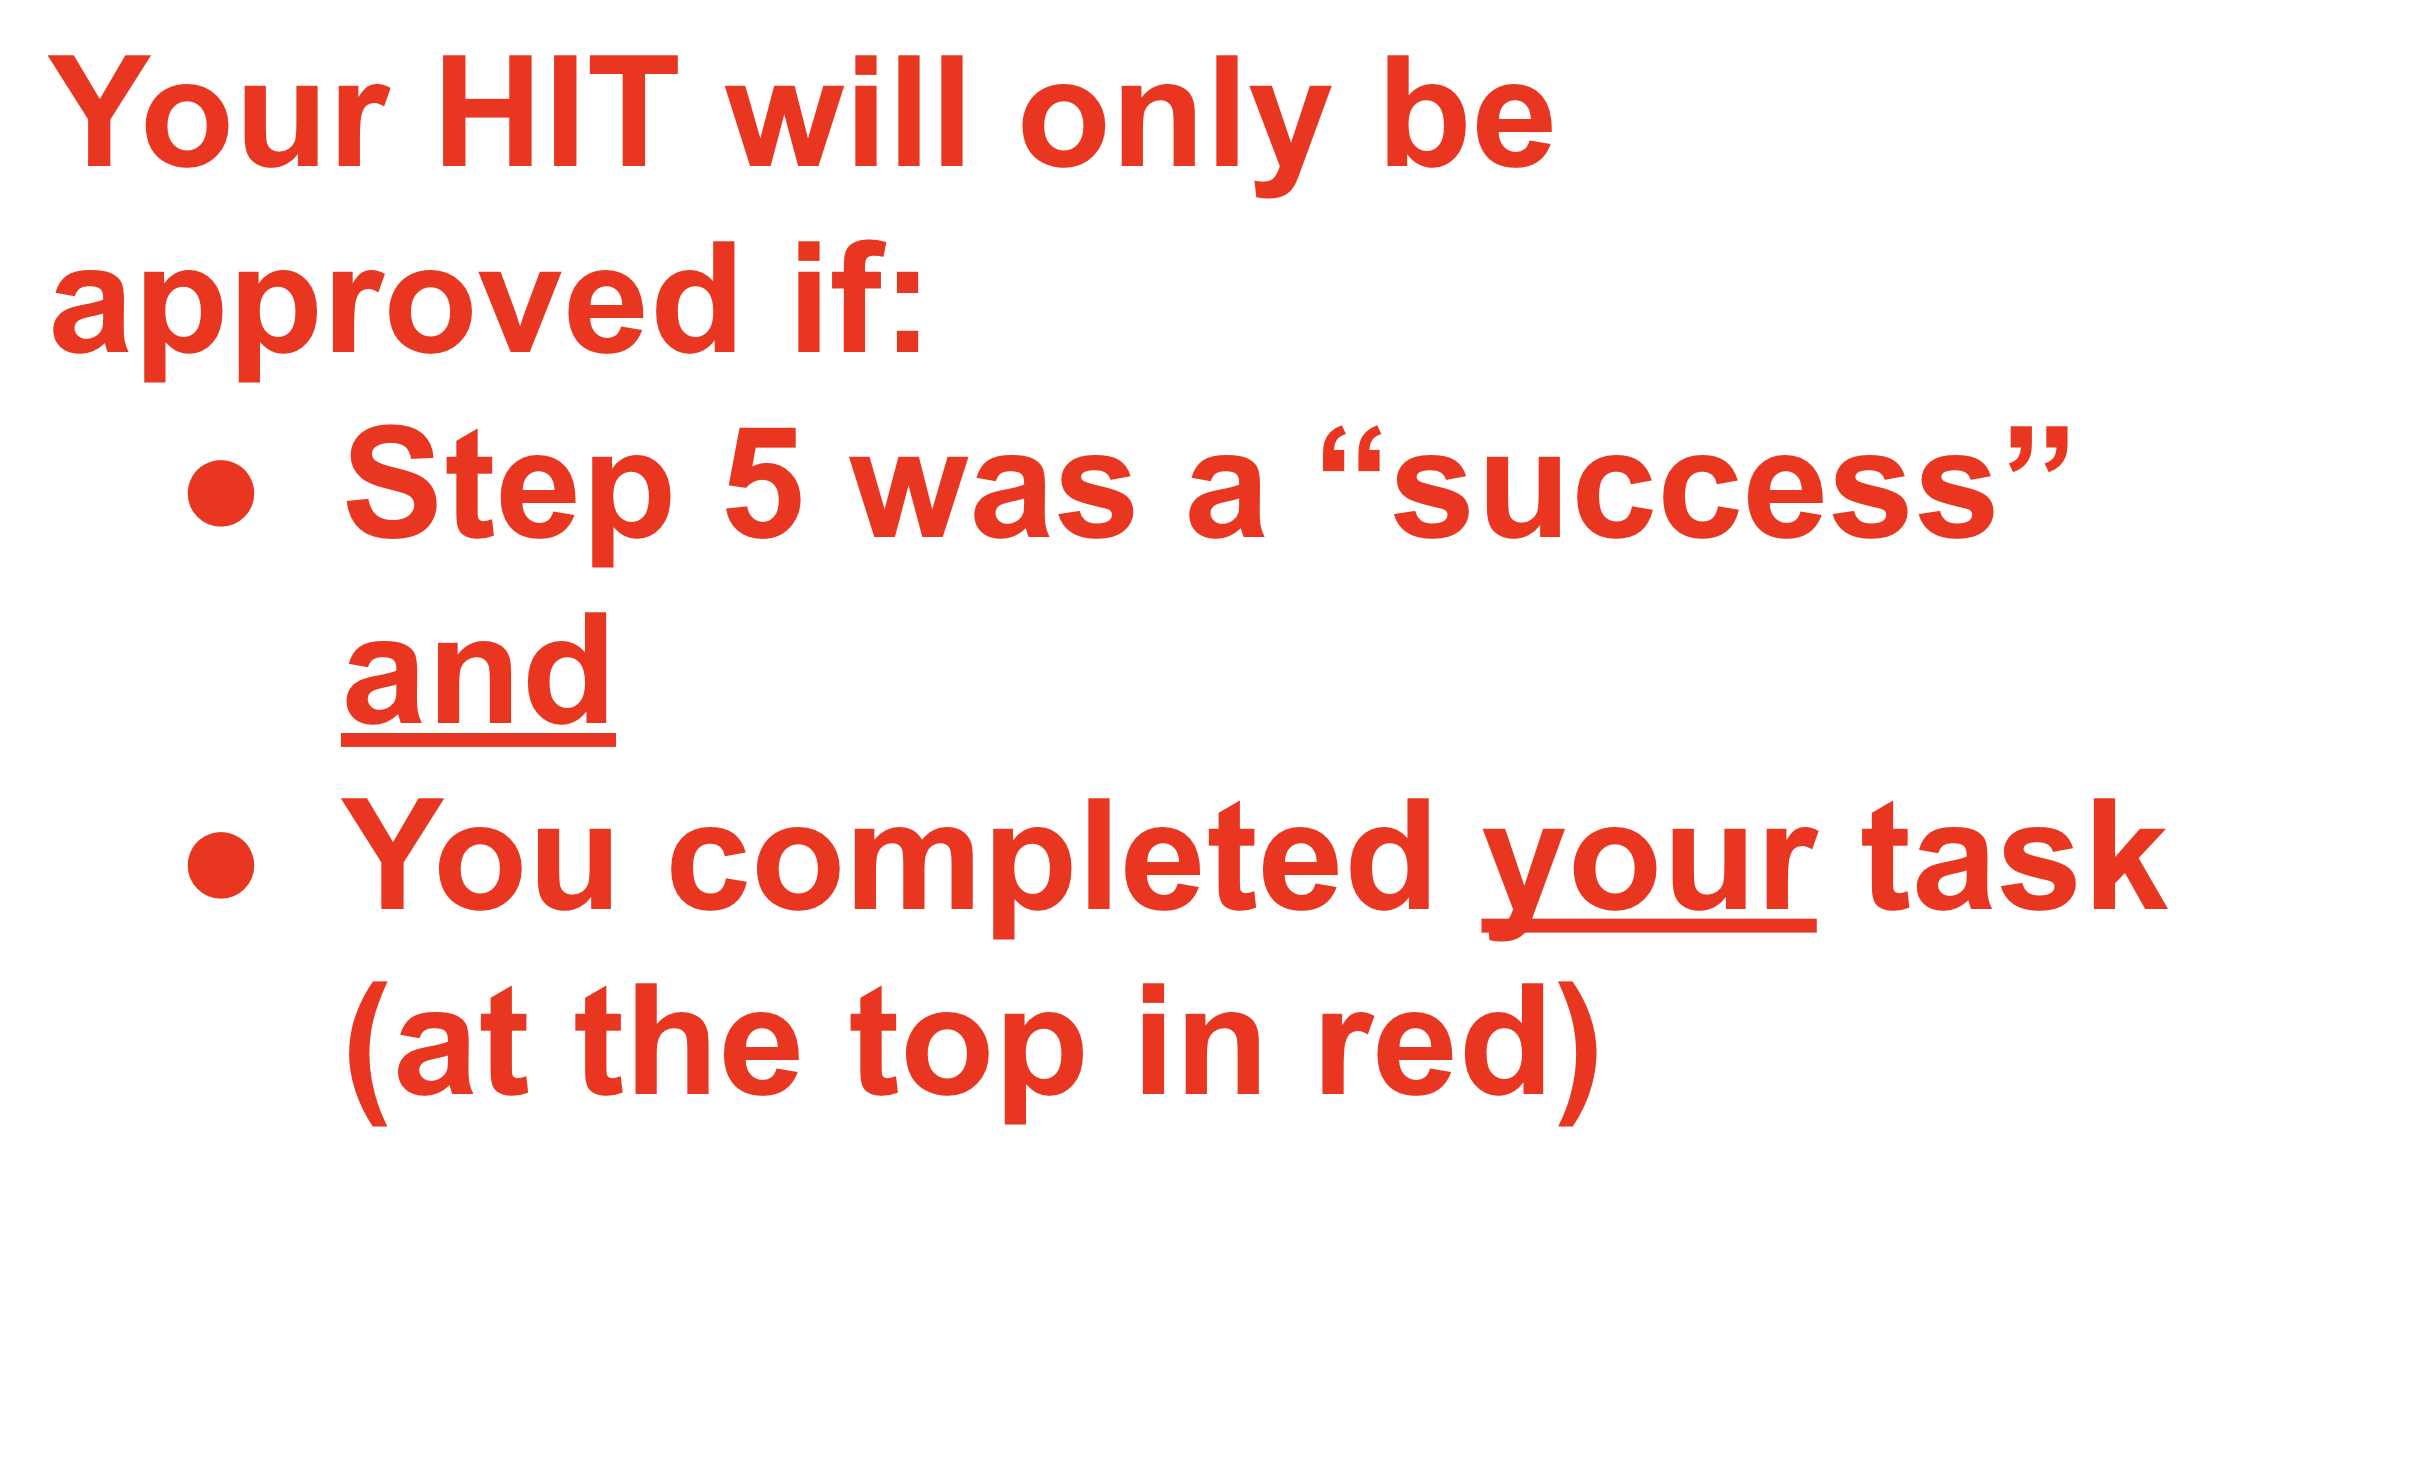 Your HIT will only be
approved if:
● Step 5 was a “success”
and
● You completed your task
(at the top in red)